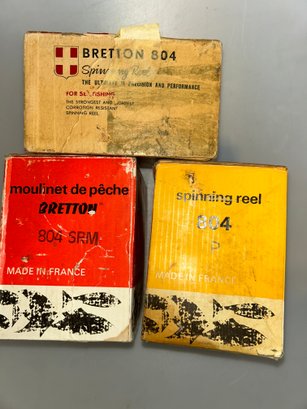 BRETTON 804
Spinning Reel
THE ULTIMATE IN PRECISION AND PERFORMANCE
FOR SEA FISHING
THE STRONGEST AND LIGHTEST
CORROSION RESISTANT
SPINNING REEL
moulinet de pêche
BRETTON
804 SRM
MADE IN FRANCE
spinning reel
804
MADE IN FRANCE